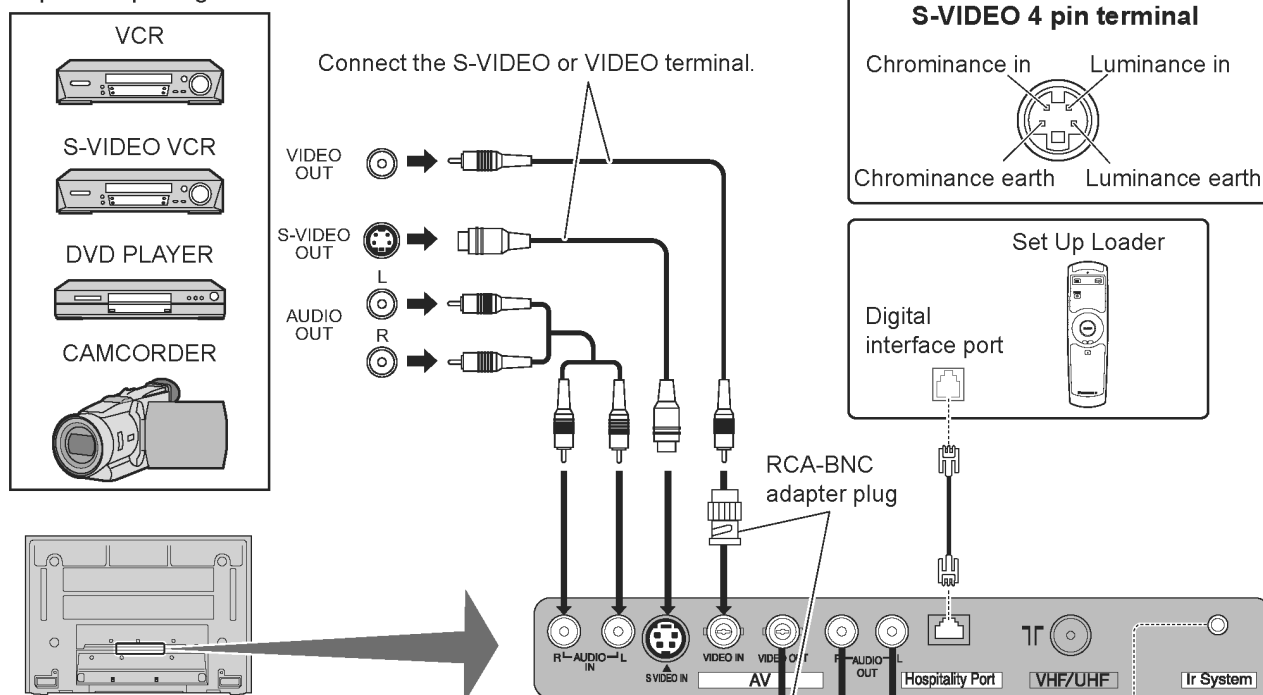 VCR
S-VIDEO VCR
DVD PLAYER
CAMCORDER
Connect the S-VIDEO or VIDEO terminal.
VIDEO
OUT
S-VIDEO
OUT
L
AUDIO
OUT
R
RCA-BNC
adapter plug
S-VIDEO 4 pin terminal
Chrominance in
Luminance in
Chrominance earth
Luminance earth
Set Up Loader
Digital
interface port
R AUDIO L
IN
S VIDEO IN
VIDEO IN
VIDEO OUT
AV
R AUDIO L
OUT
Hospitality Port
VHF/UHF
Ir System